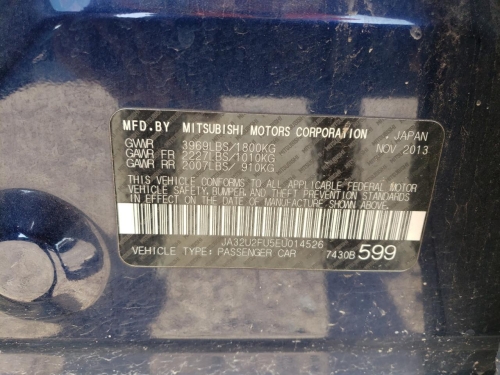 MFD.BY MITSUBISHI MOTORS CORPORATION , JAPAN
GVWR 3969LBS/1800KG NOV 2013
GAWR FR 2227LBS/1010KG
GAWR RR 2007LBS/ 910KG
THIS VEHICLE CONFORMS TO ALL APPLICABLE FEDERAL MOTOR
VEHICLE SAFETY,BUMPER,AND THEFT PREVENTION STANDARDS
IN EFFECT ON THE DATE OF MANUFACTURE SHOWN ABOVE.
JA32U2FU5EU014526
VEHICLE TYPE: PASSENGER CAR 7430B 599